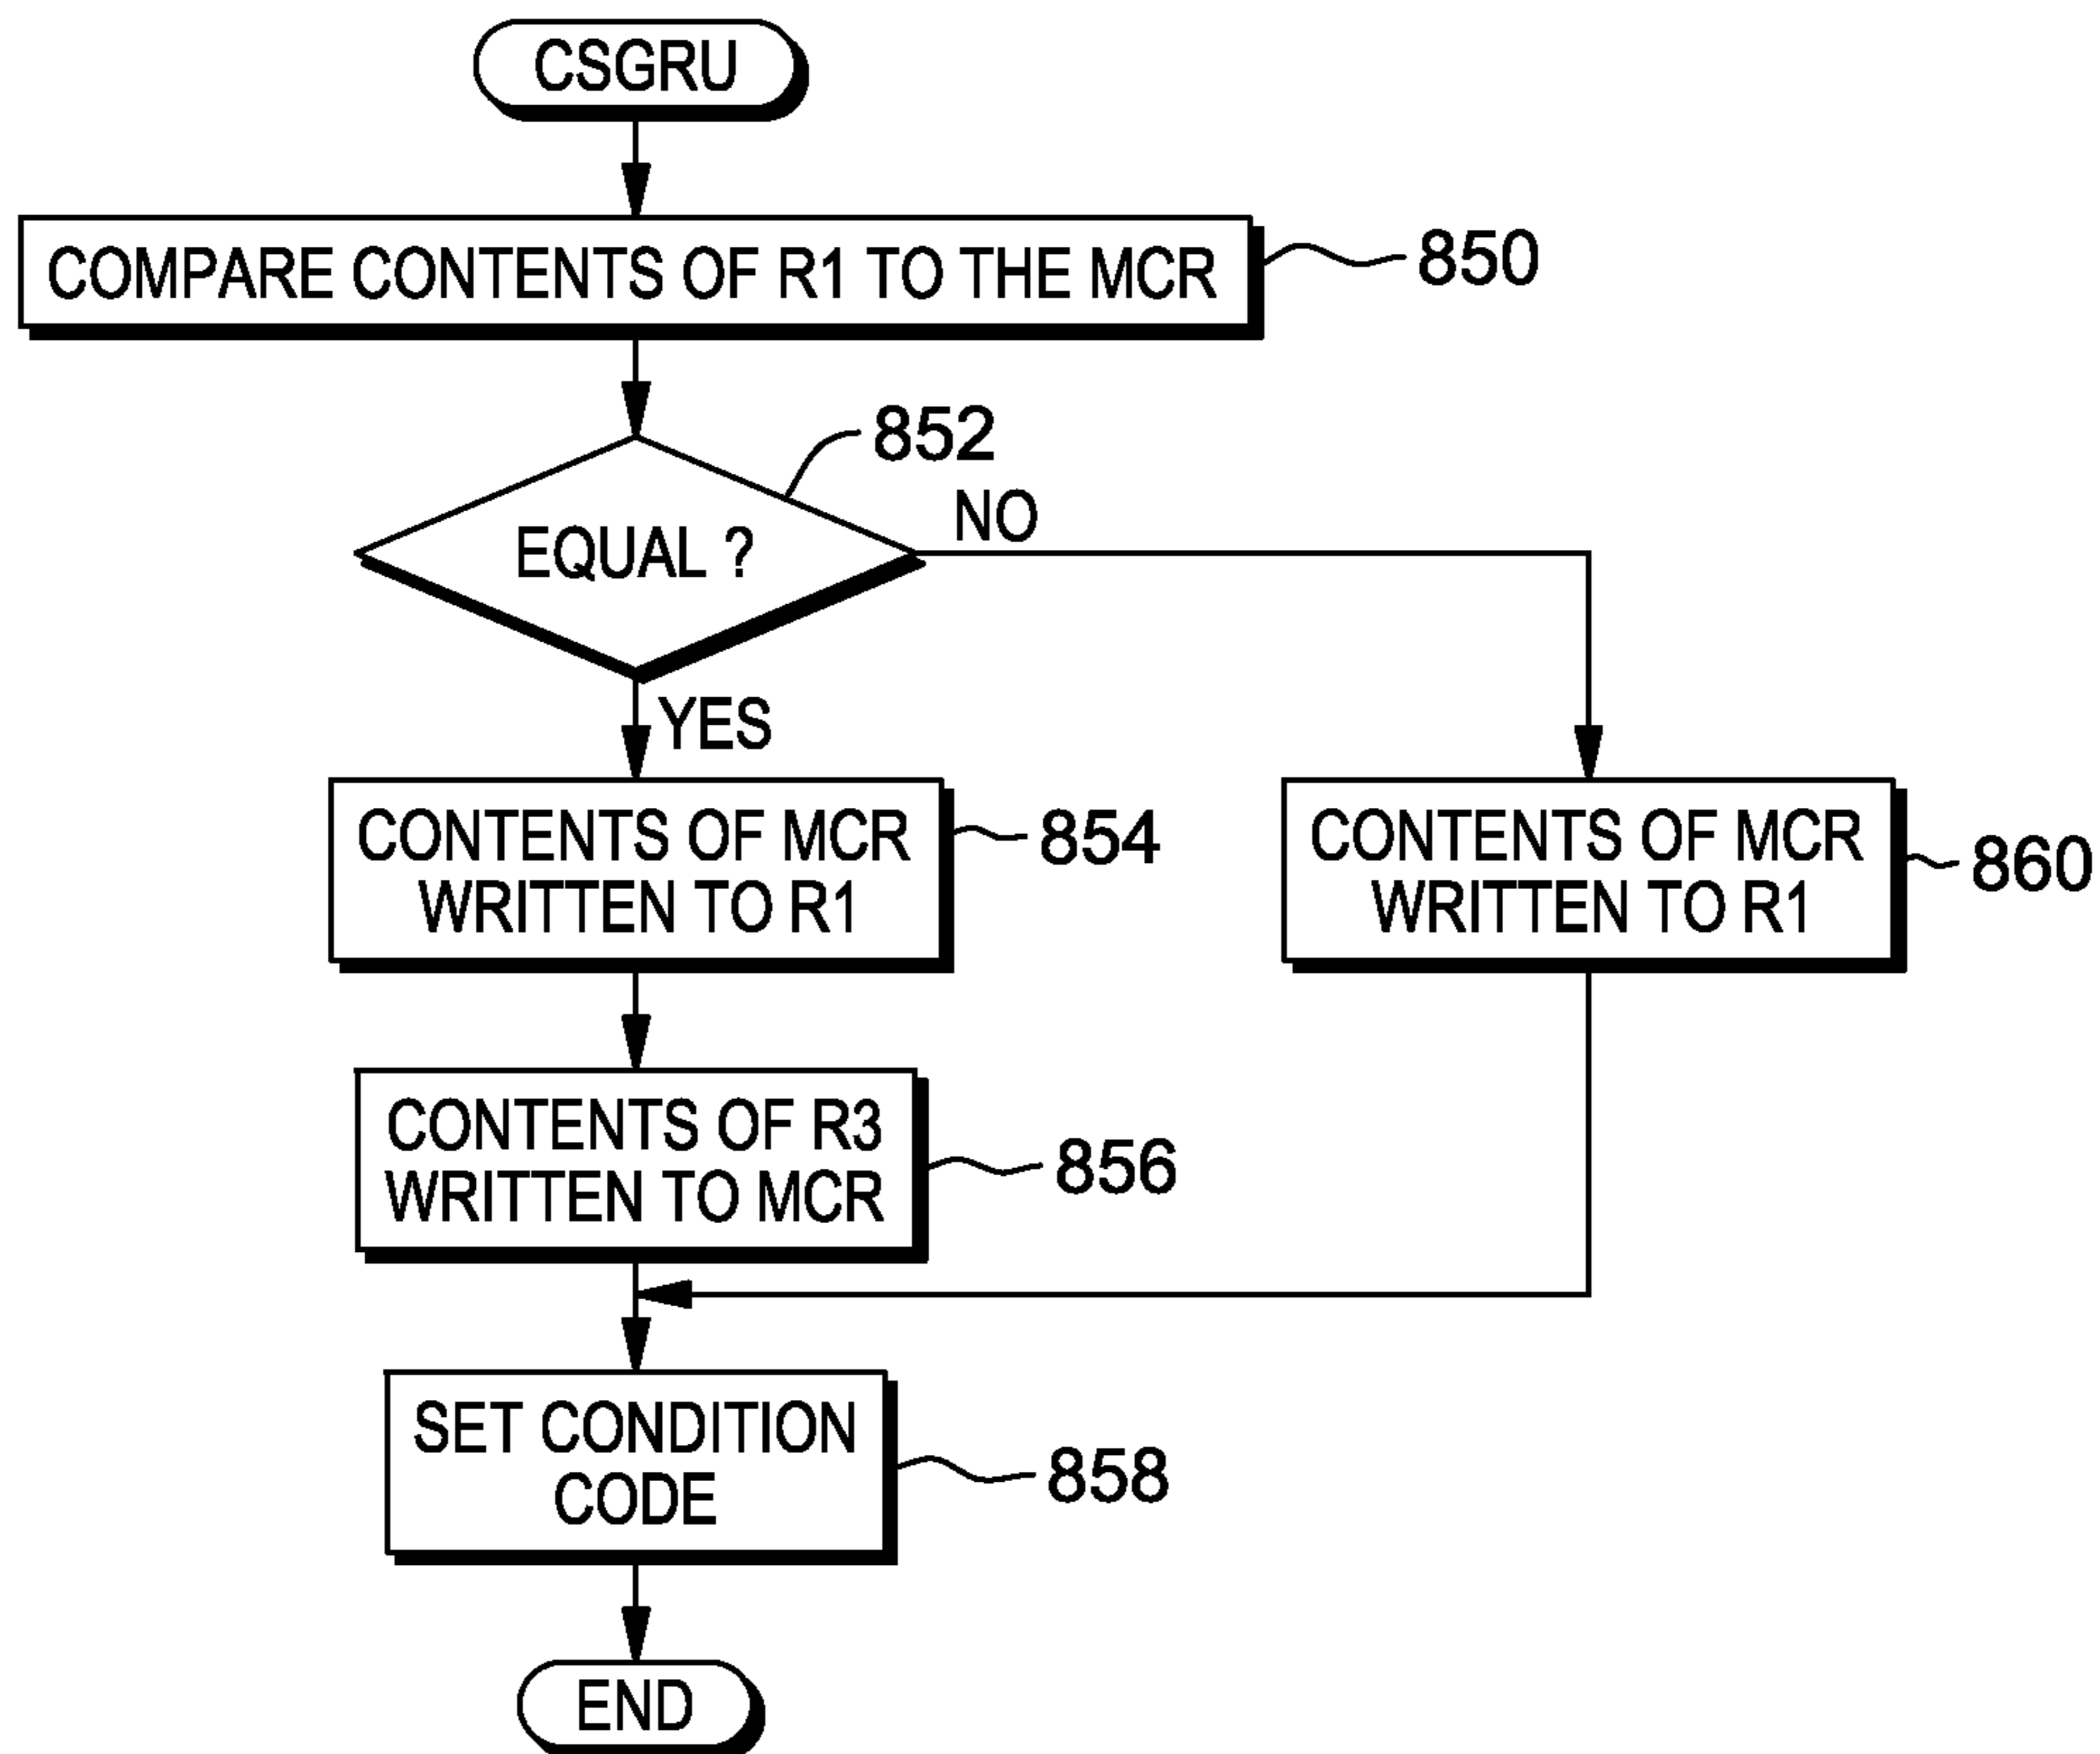 CSGRU
COMPARE CONTENTS OF R1 TO THE MCR
850
852
EQUAL ?
NO
YES
CONTENTS OF MCR
WRITTEN TO R1
854
CONTENTS OF MCR
WRITTEN TO R1
860
CONTENTS OF R3
WRITTEN TO MCR
856
SET CONDITION
CODE
858
END